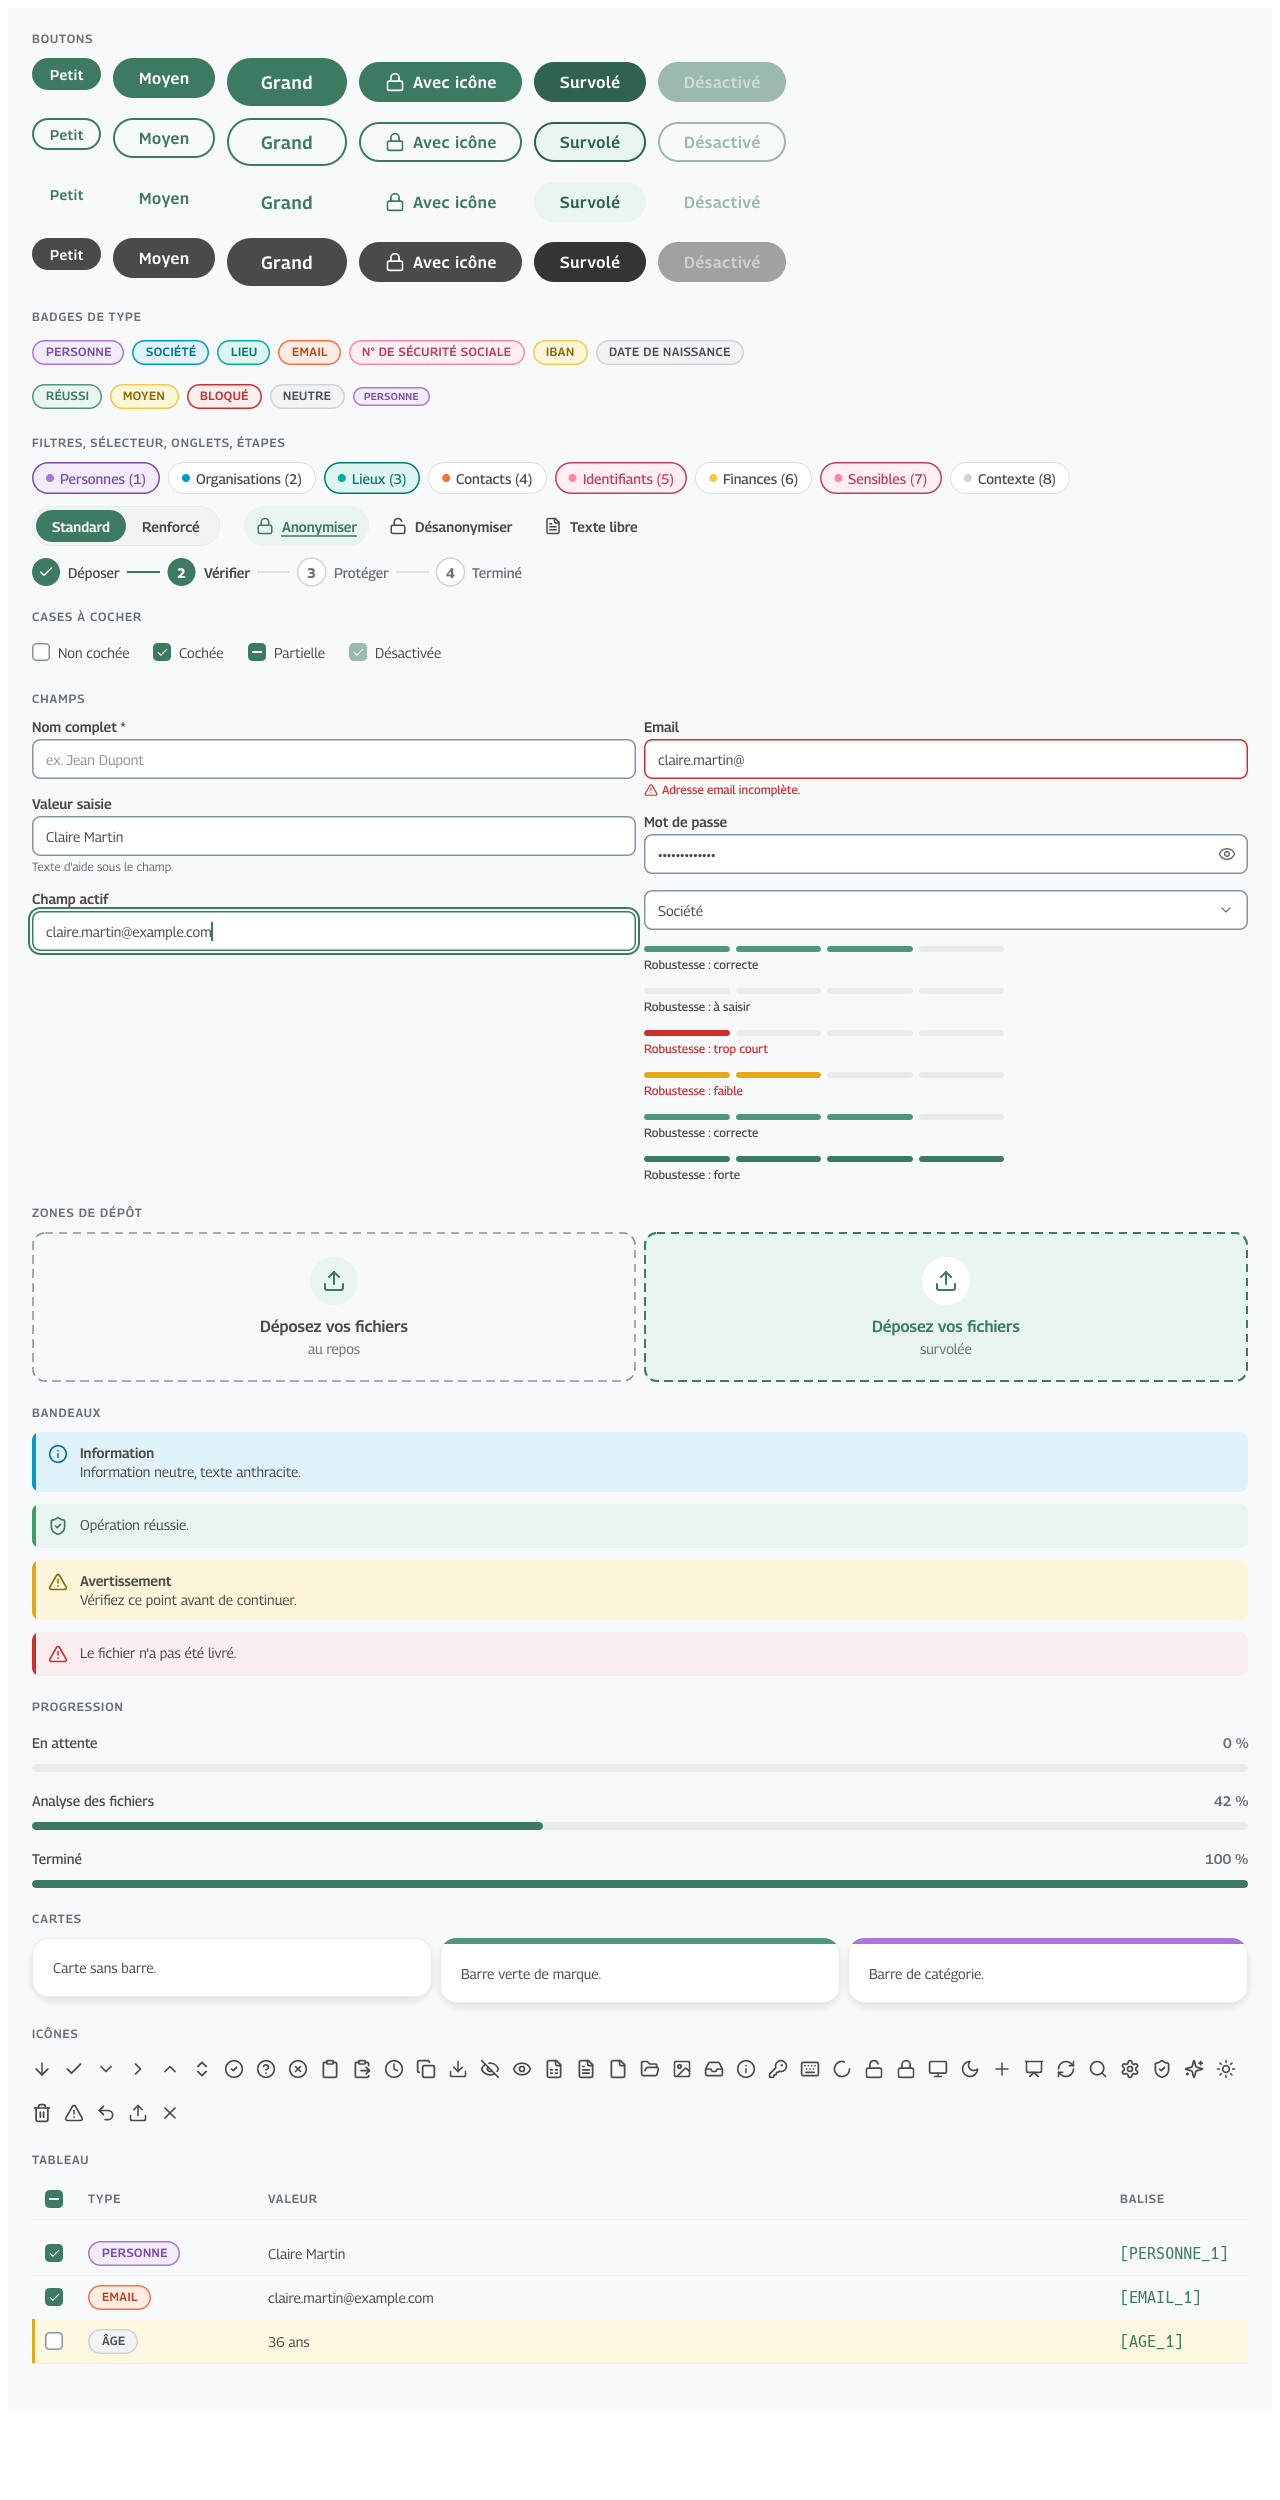 BOUTONS
Petit Moyen Grand Avec icône Survolé Désactivé
Petit Moyen Grand Avec icône Survolé Désactivé
Petit Moyen Grand Avec icône Survolé Désactivé
Petit Moyen Grand Avec icône Survolé Désactivé
BADGES DE TYPE
PERSONNE SOCIÉTÉ LIEU EMAIL N° DE SÉCURITÉ SOCIALE IBAN DATE DE NAISSANCE
RÉUSSI MOYEN BLOQUÉ NEUTRE PERSONNE
FILTRES, SÉLECTEUR, ONGLETS, ÉTAPES
Personnes (1) Organisations (2) Lieux (3) Contacts (4) Identifiants (5) Finances (6) Sensibles (7) Contexte (8)
Standard Renforcé Anonymiser Désanonymiser Texte libre
Déposer 2 Vérifier 3 Protéger 4 Terminé
CASES À COCHER
Non cochée Cochée Partielle Désactivée
CHAMPS
Nom complet *
ex. Jean Dupont
Valeur saisie
Claire Martin
Texte d'aide sous le champ.
Champ actif
claire.martin@example.com
Email
claire.martin@
Adresse email incomplète.
Mot de passe
•••••••••••••
Société
Robustesse : correcte
Robustesse : à saisir
Robustesse : trop court
Robustesse : faible
Robustesse : correcte
Robustesse : forte
ZONES DE DÉPÔT
Déposez vos fichiers
au repos
Déposez vos fichiers
survolée
BANDEAUX
Information
Information neutre, texte anthracite.
Opération réussie.
Avertissement
Vérifiez ce point avant de continuer.
Le fichier n'a pas été livré.
PROGRESSION
En attente 0 %
Analyse des fichiers 42 %
Terminé 100 %
CARTES
Carte sans barre.
Barre verte de marque.
Barre de catégorie.
ICÔNES
TABLEAU
TYPE VALEUR BALISE
PERSONNE Claire Martin [PERSONNE_1]
EMAIL claire.martin@example.com [EMAIL_1]
ÂGE 36 ans [AGE_1]